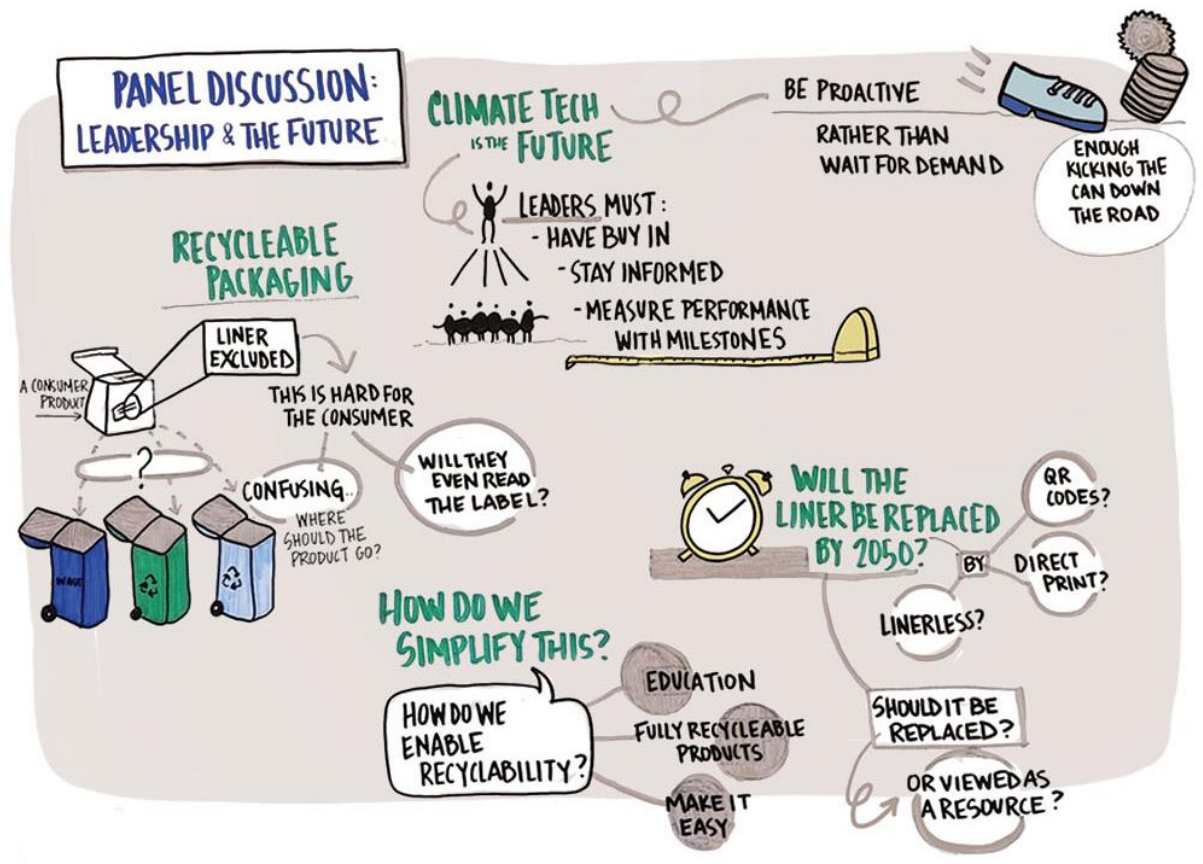 PANEL DISCUSSION:
LEADERSHIP & THE FUTURE
CLIMATE TECH
IS THE FUTURE
BE PROACTIVE
RATHER THAN
WAIT FOR DEMAND
ENOUGH
KICKING THE
CAN DOWN
THE ROAD
LEADERS MUST:
- HAVE BUY IN
- STAY INFORMED
- MEASURE PERFORMANCE
WITH MILESTONES
RECYCLEABLE
PACKAGING
LINER
EXCLUDED
A CONSUMER
PRODUCT
THIS IS HARD FOR
THE CONSUMER
?
CONFUSING..
WHERE
SHOULD THE
PRODUCT GO?
WILL THEY
EVEN READ
THE LABEL?
WASTE
WILL THE
LINER BE REPLACED
BY 2050?
BY
QR
CODES?
DIRECT
PRINT?
LINERLESS?
SHOULD IT BE
REPLACED?
OR VIEWED AS
A RESOURCE?
HOW DO WE
SIMPLIFY THIS?
HOW DO WE
ENABLE
RECYCLABILITY?
EDUCATION
FULLY RECYCLEABLE
PRODUCTS
MAKE IT
EASY